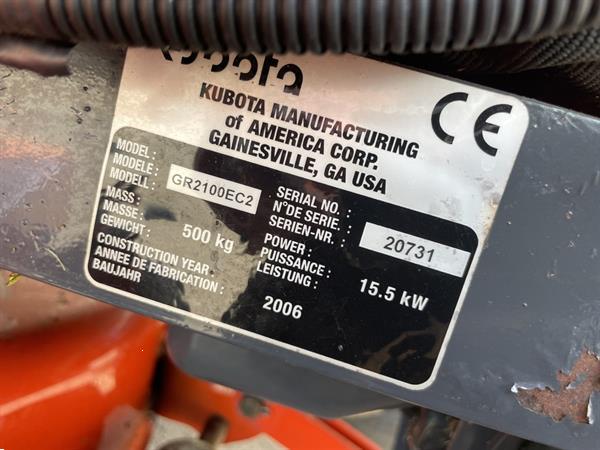 Kubota
KUBOTA MANUFACTURING
of AMERICA CORP.
GAINESVILLE, GA USA
CE
MODEL:
MODELE:
MODELL:
GR2100EC2
SERIAL NO :
N°DE SERIE.
SERIEN-NR.
20731
MASS:
MASSE:
GEWICHT:
500 kg
POWER:
PUISSANCE:
LEISTUNG:
15.5 kW
CONSTRUCTION YEAR
ANNEE DE FABRICATION:
BAUJAHR
2006